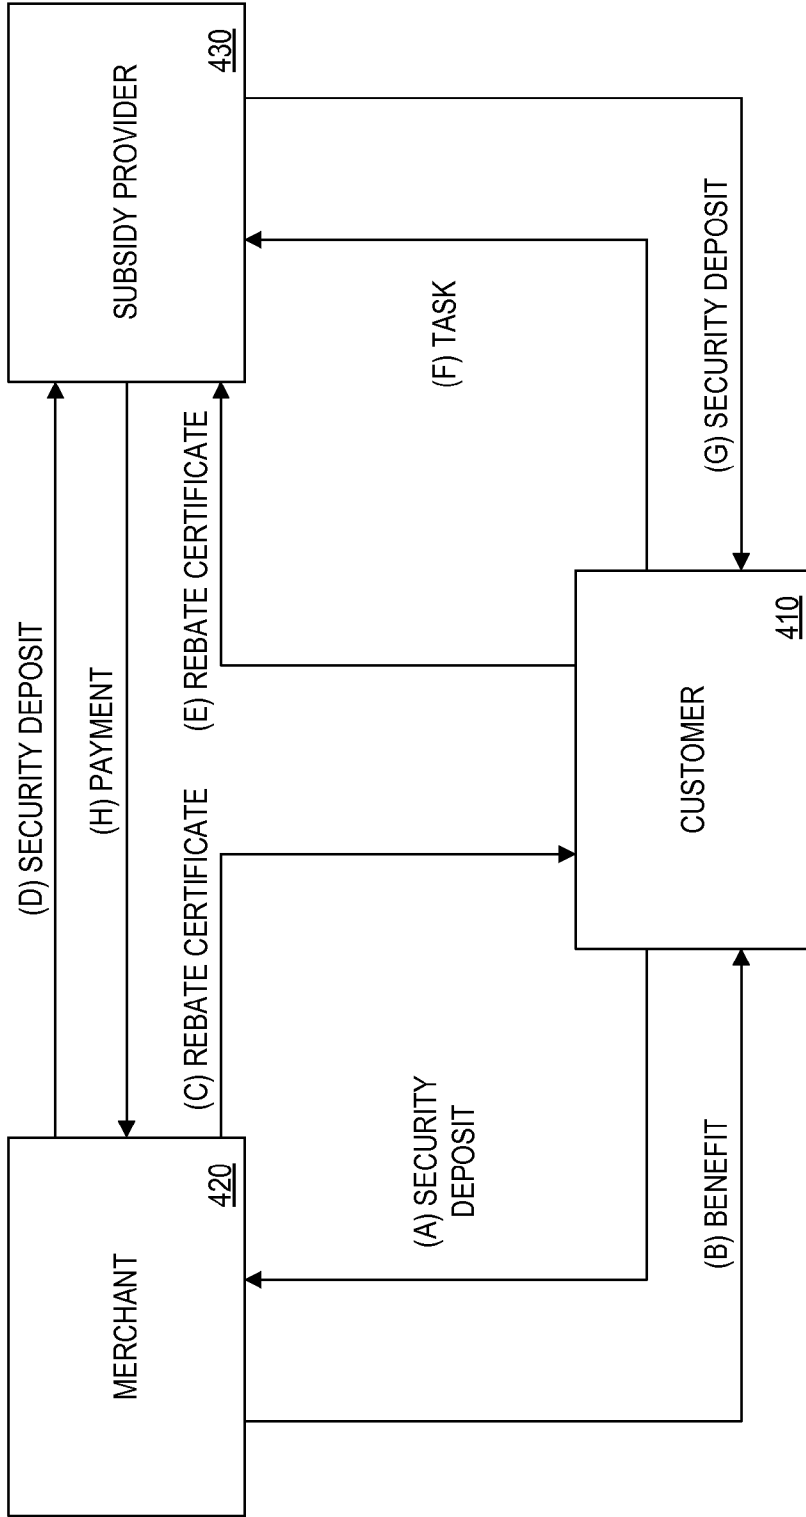 MERCHANT
420
SUBSIDY PROVIDER
430
(D) SECURITY DEPOSIT
(H) PAYMENT
(C) REBATE CERTIFICATE
(E) REBATE CERTIFICATE
(A) SECURITY
DEPOSIT
(F) TASK
(B) BENEFIT
(G) SECURITY DEPOSIT
CUSTOMER
410